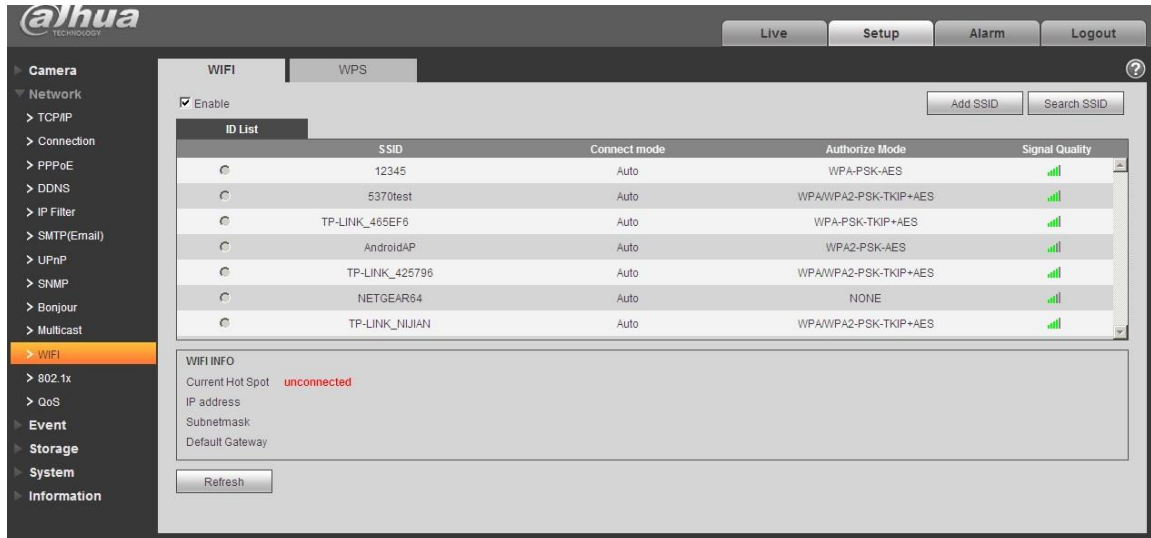 alhua
TECHNOLOGY
Live Setup Alarm Logout
Camera
Network
> TCP/IP
> Connection
> PPPoE
> DDNS
> IP Filter
> SMTP(Email)
> UPnP
> SNMP
> Bonjour
> Multicast
> WIFI
> 802.1x
> QoS
Event
Storage
System
Information
WIFI WPS
?
Enable Add SSID Search SSID
ID List
SSID Connect mode Authorize Mode Signal Quality
12345 Auto WPA-PSK-AES
5370test Auto WPA/WPA2-PSK-TKIP+AES
TP-LINK_465EF6 Auto WPA-PSK-TKIP+AES
AndroidAP Auto WPA2-PSK-AES
TP-LINK_425796 Auto WPA/WPA2-PSK-TKIP+AES
NETGEAR64 Auto NONE
TP-LINK_NIJIAN Auto WPA/WPA2-PSK-TKIP+AES
WIFI INFO
Current Hot Spot unconnected
IP address
Subnetmask
Default Gateway
Refresh